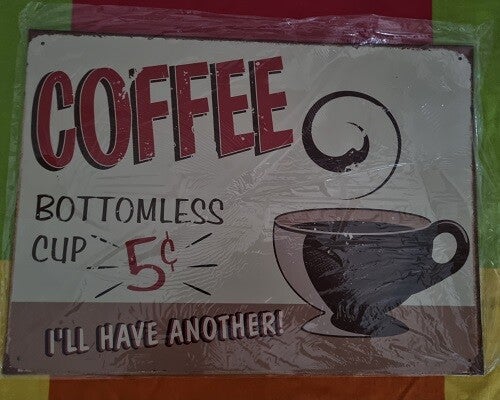 COFFEE
BOTTOMLESS
CUP 5¢
I'LL HAVE ANOTHER!